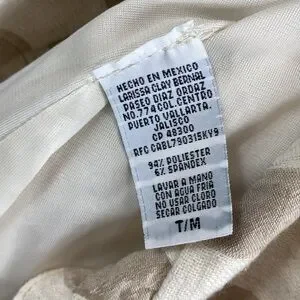 HECHO EN MEXICO
LARISSA CLAY BERNAL
PASEO DIAZ ORDAZ
NO.774 COL.CENTRO
PUERTO VALLARTA.
JALISCO
CP 48300
RFC CABL790315KY9
94% POLIESTER
6% SPANDEX
LAVAR A MANO
CON AGUA FRIA
NO USAR CLORO
SECAR COLGADO
T/M